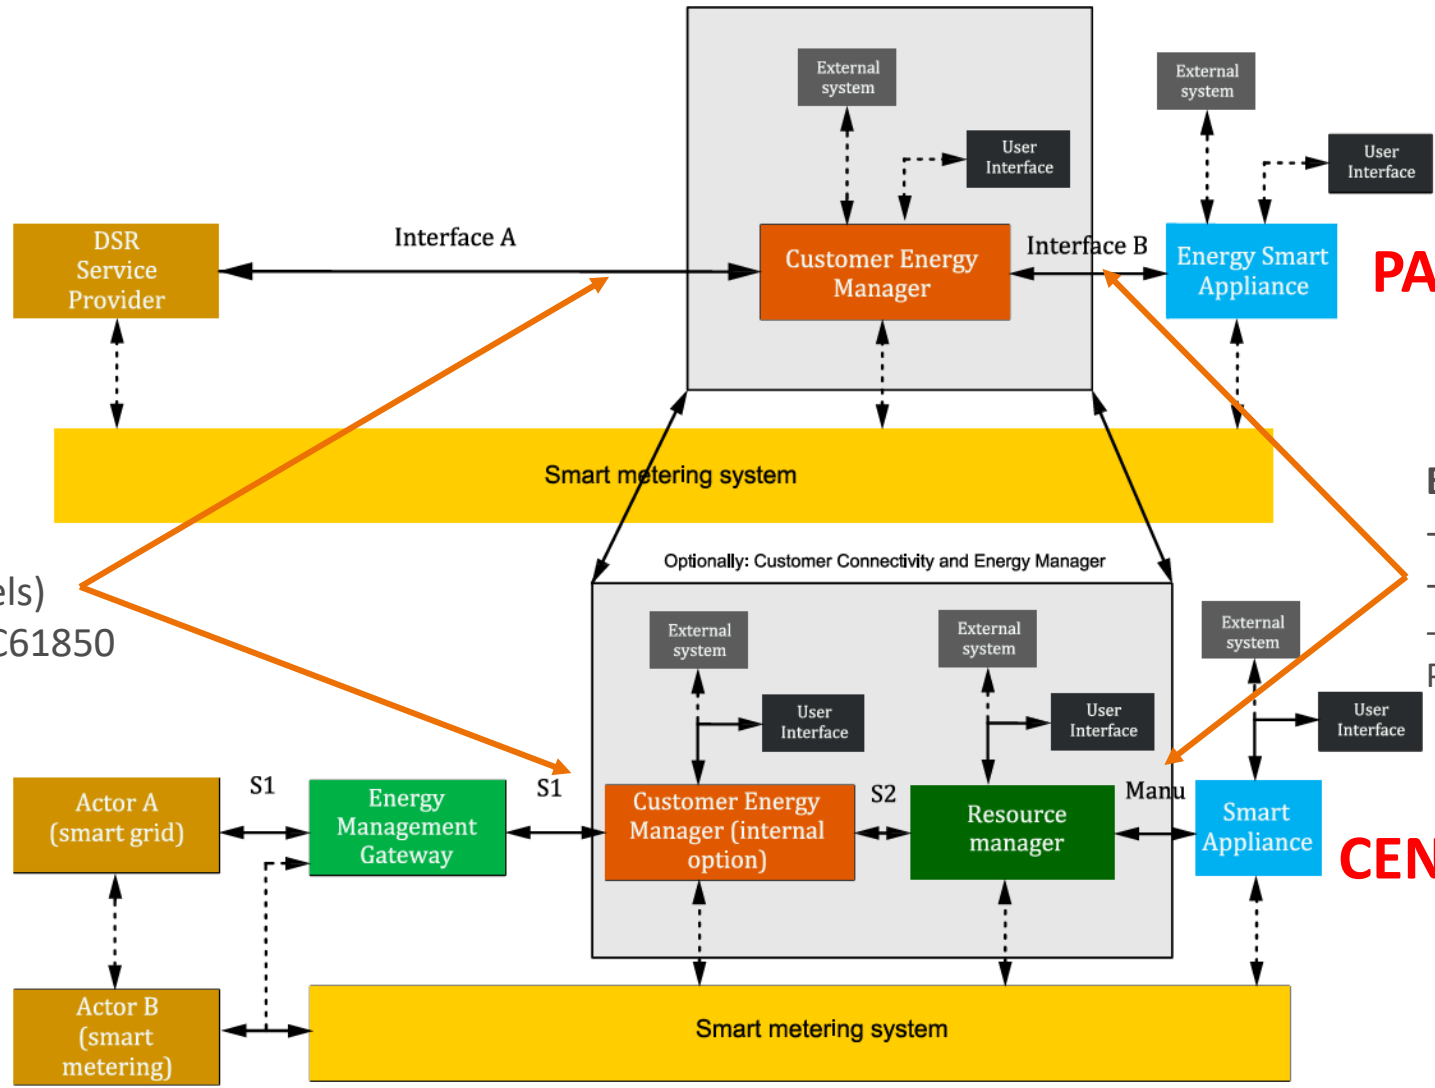 External
system
External
system
User
Interface
User
Interface
DSR
Service
Provider
Interface A
Customer Energy
Manager
Interface B
Energy Smart
Appliance
PA
Smart metering system
E
-
-
-
P
els)
C61850
Optionally: Customer Connectivity and Energy Manager
External
system
External
system
External
system
User
Interface
User
Interface
User
Interface
Actor A
(smart grid)
S1
Energy
Management
Gateway
S1
Customer Energy
Manager (internal
option)
S2
Resource
manager
Manu
Smart
Appliance
CEN
Actor B
(smart
metering)
Smart metering system